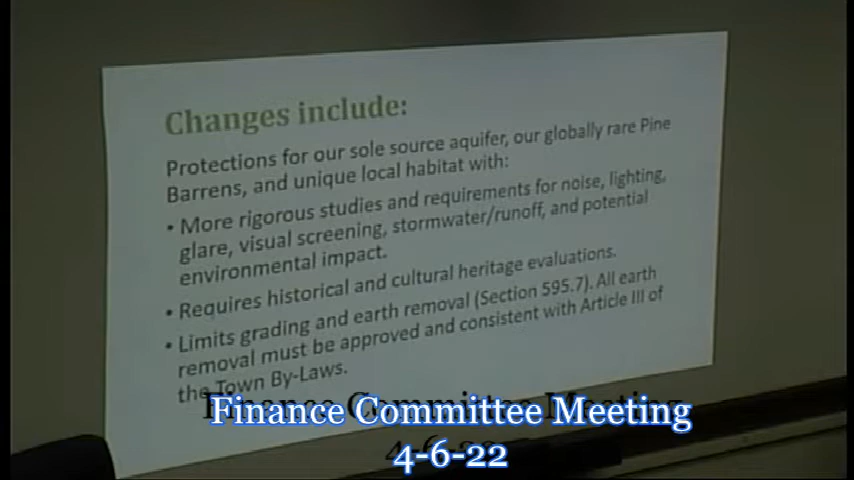 Changes include:
Protections for our sole source aquifer, our globally rare Pine
Barrens, and unique local habitat with:
• More rigorous studies and requirements for noise, lighting,
glare, visual screening, stormwater/runoff, and potential
environmental impact.
• Requires historical and cultural heritage evaluations.
• Limits grading and earth removal (Section 595.7). All earth
removal must be approved and consistent with Article III of
the Town By-Laws.
Finance Committee Meeting
4-6-22